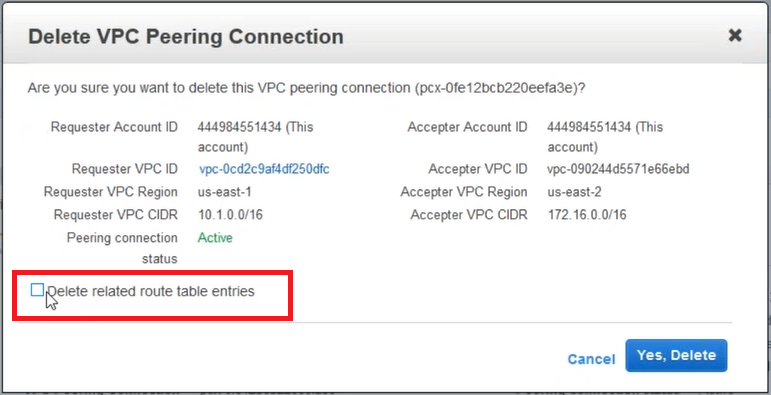 Delete VPC Peering Connection
Are you sure you want to delete this VPC peering connection (pcx-0fe12bcb220eefa3e)?
Requester Account ID 444984551434 (This account)
Accepter Account ID 444984551434 (This account)
Requester VPC ID vpc-0cd2c9af4df250dfc
Accepter VPC ID vpc-090244d5571e66ebd
Requester VPC Region us-east-1
Accepter VPC Region us-east-2
Requester VPC CIDR 10.1.0.0/16
Accepter VPC CIDR 172.16.0.0/16
Peering connection status Active
Delete related route table entries
Cancel
Yes, Delete